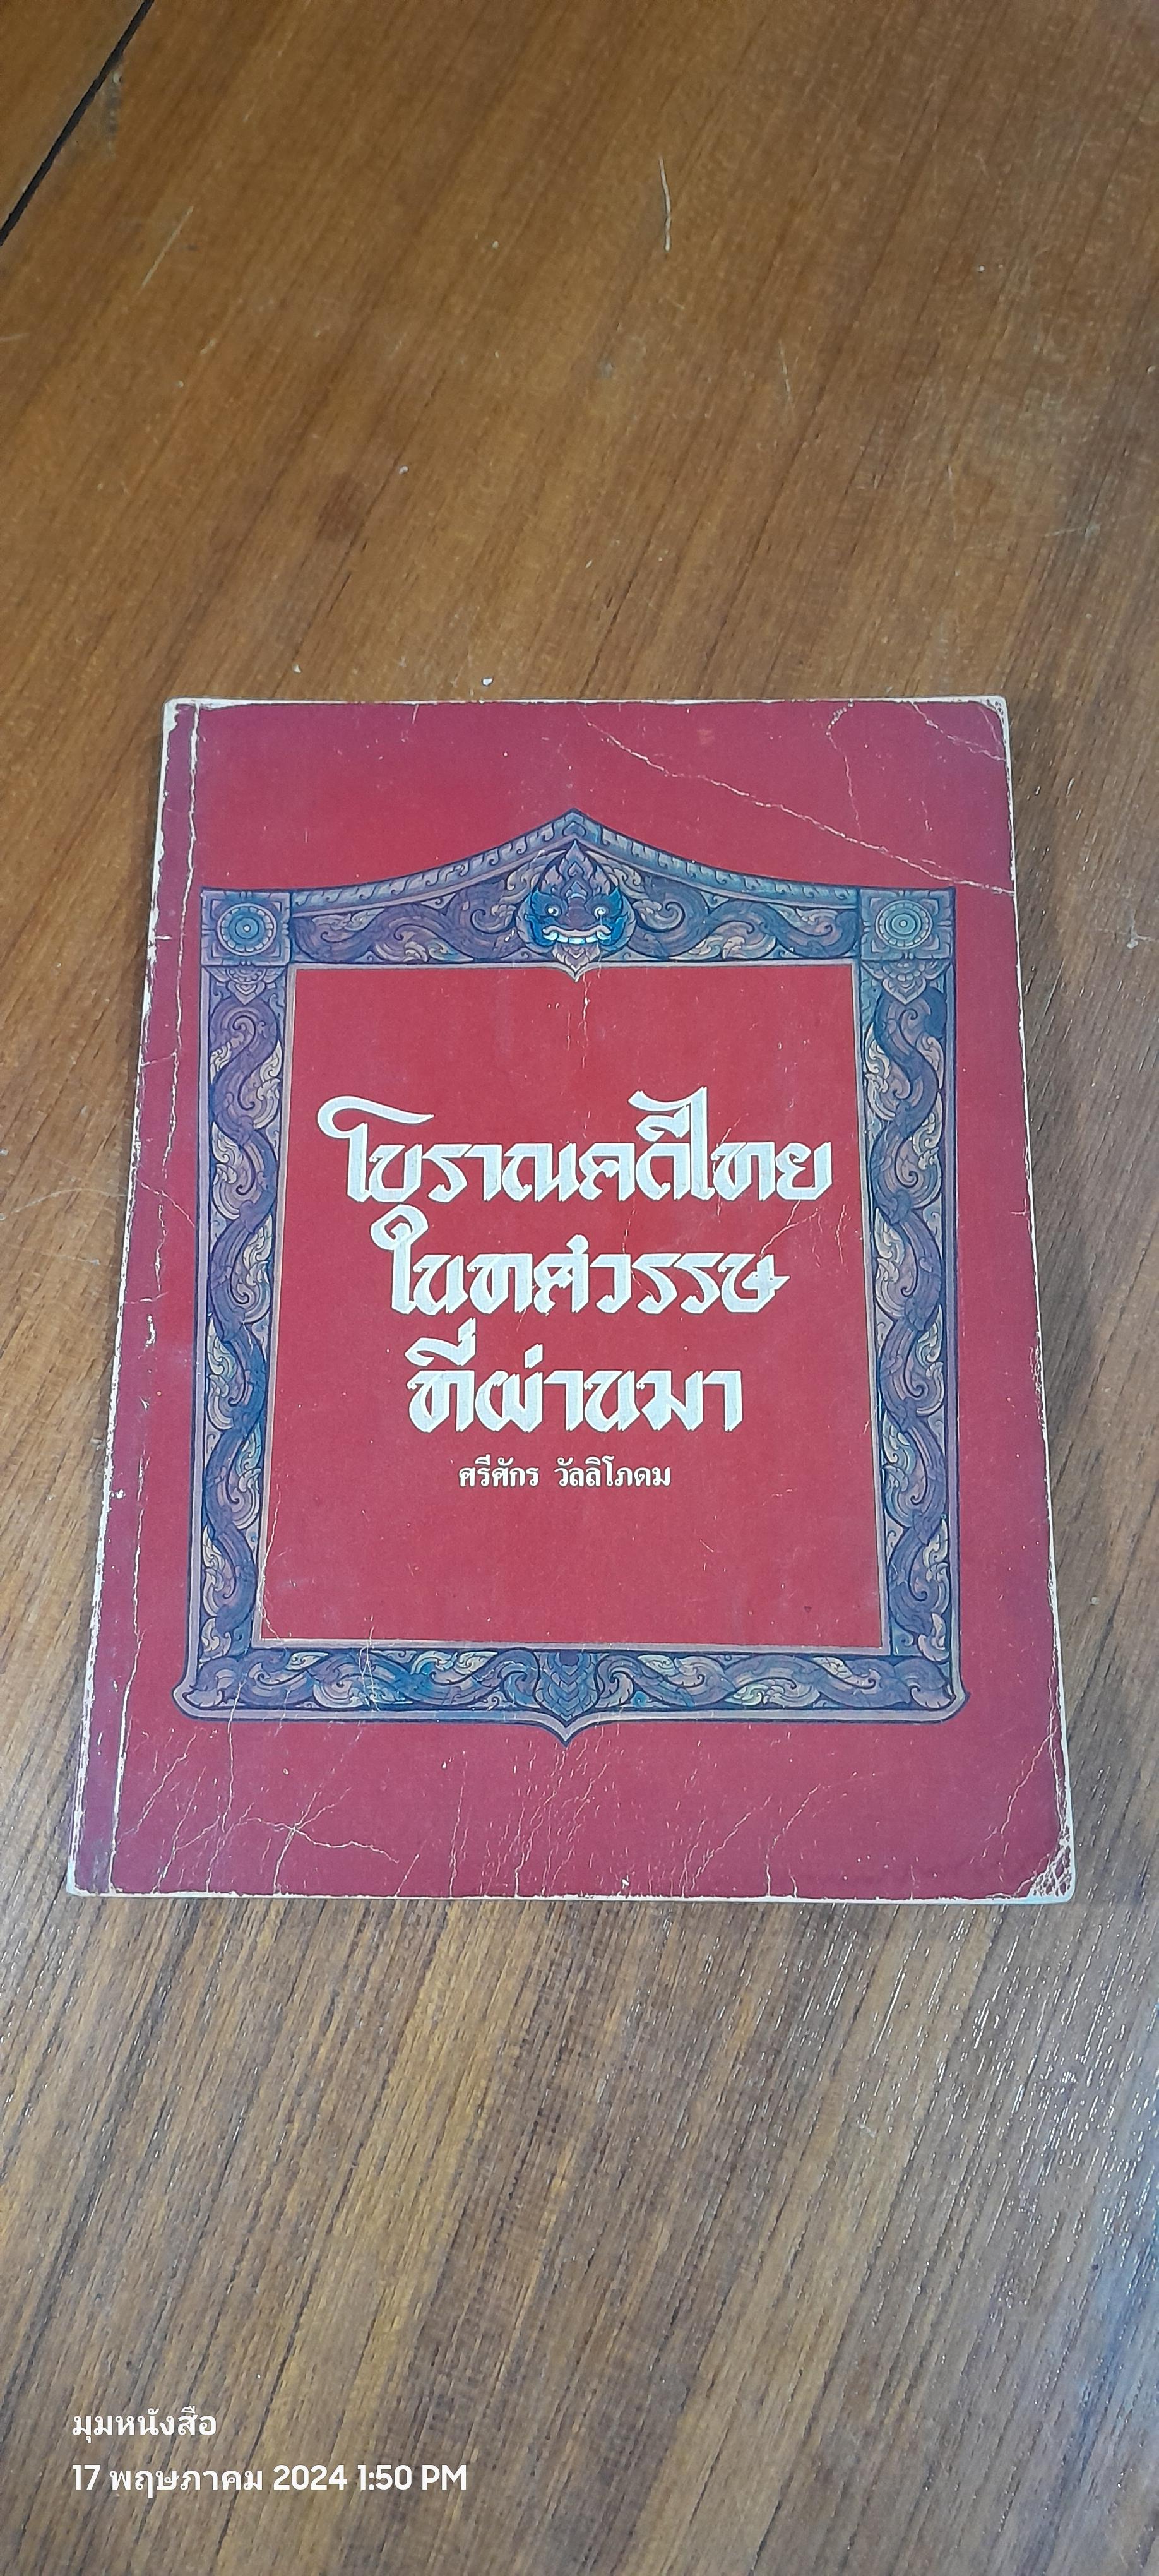 โบราณคดีไทย
ในทศวรรษ
ที่ผ่านมา
ศรีศักร วัลลิโภดม
มุมหนังสือ
17 พฤษภาคม 2024 1:50 PM